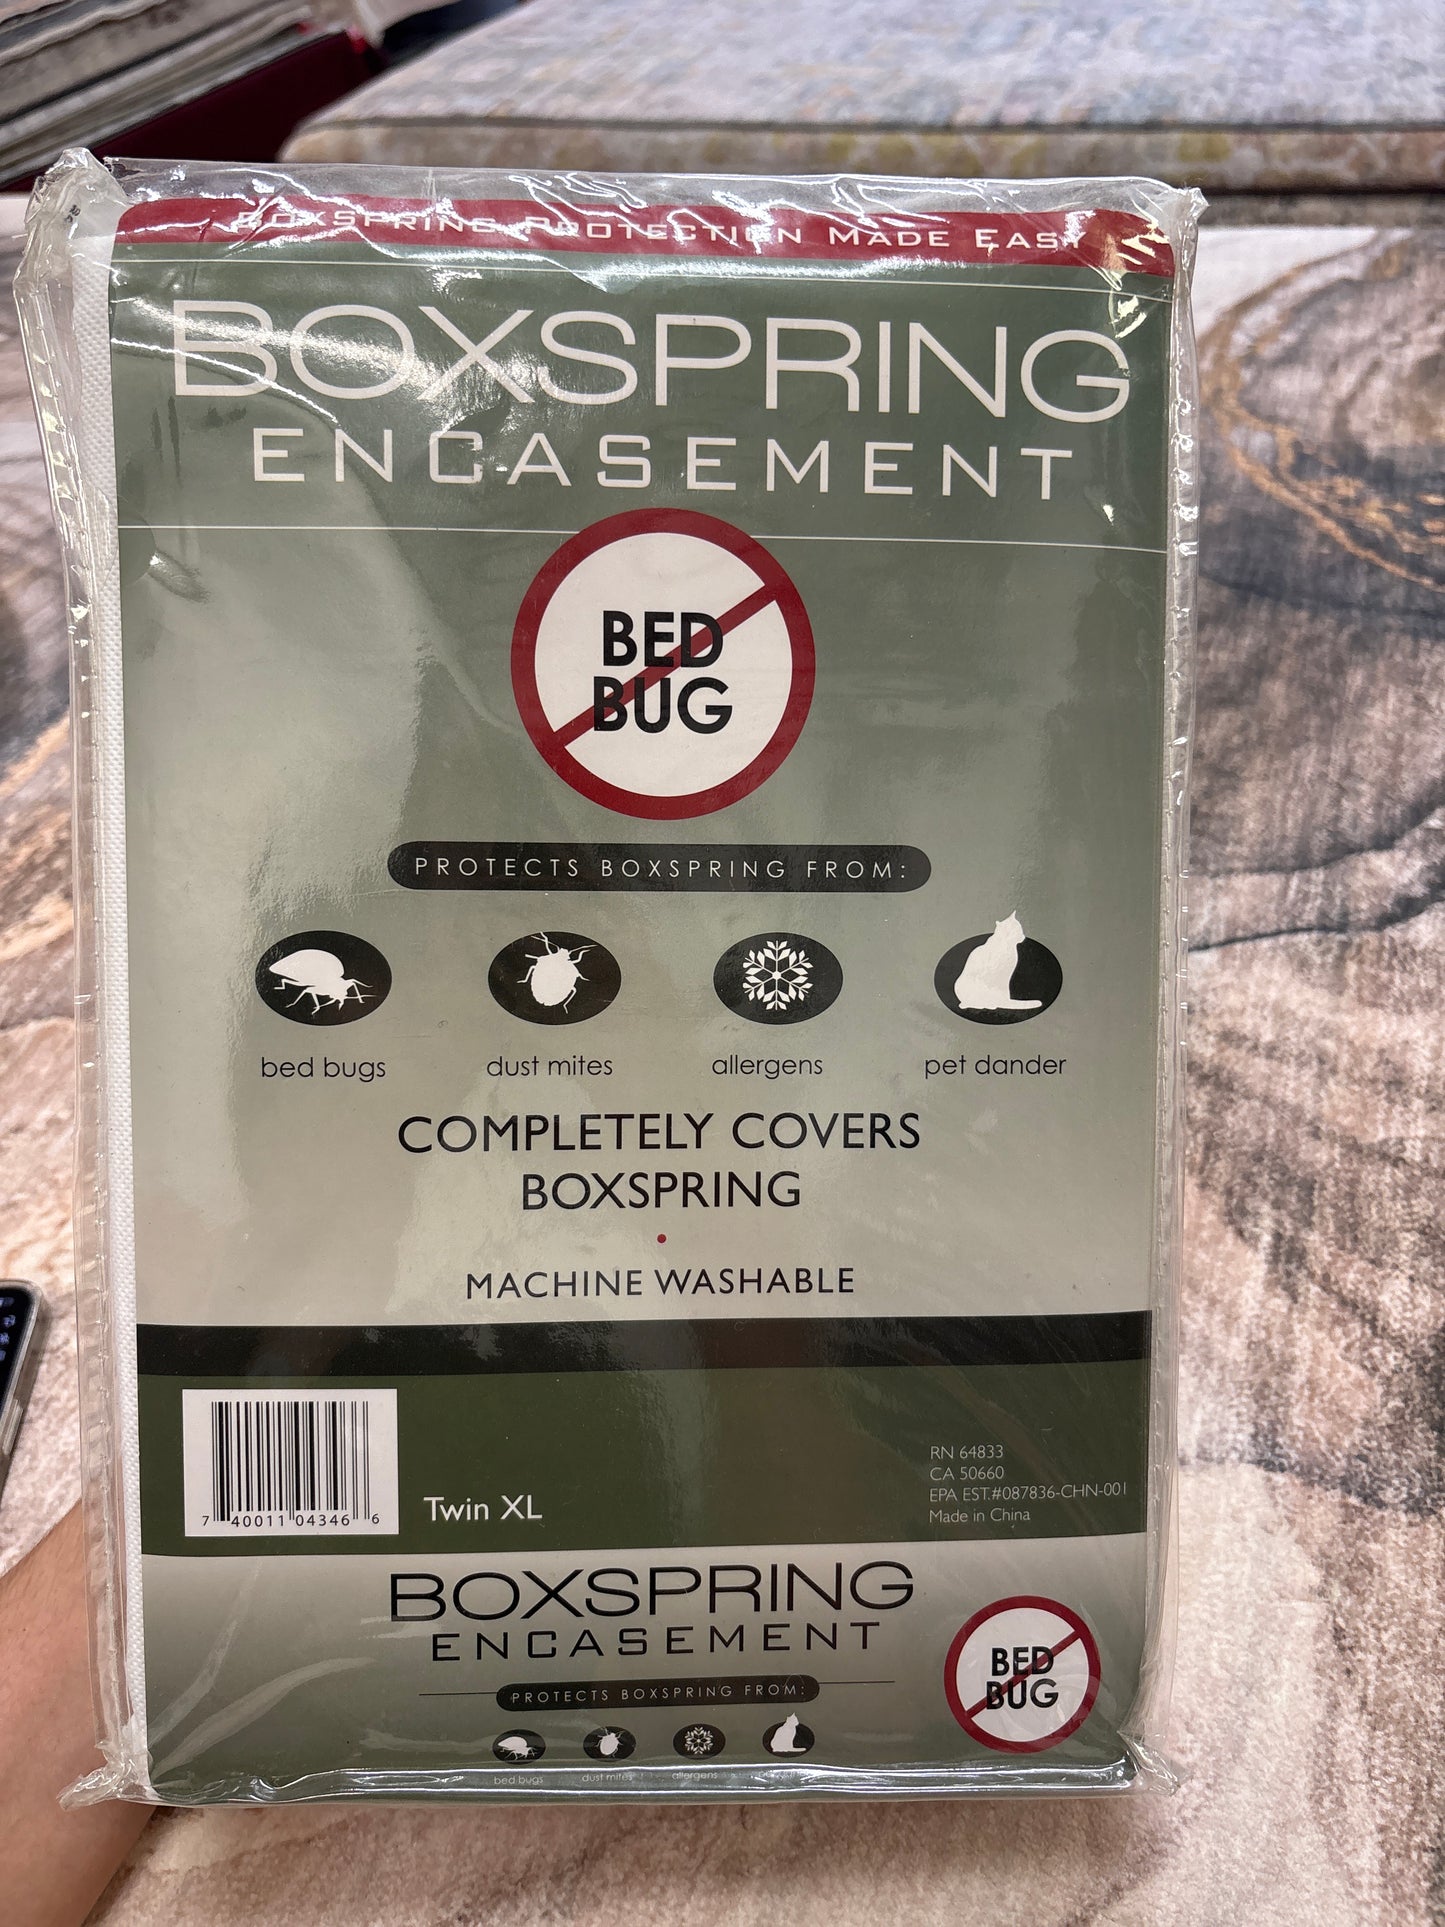 BOXSPRING PROTECTION MADE EASY
BOXSPRING
ENCASEMENT
BED
BUG
PROTECTS BOXSPRING FROM:
bed bugs dust mites allergens pet dander
COMPLETELY COVERS
BOXSPRING
MACHINE WASHABLE
7 40011 04346 6
Twin XL
RN 64833
CA 50660
EPA EST.#087836-CHN-001
Made in China
BOXSPRING
ENCASEMENT
PROTECTS BOXSPRING FROM:
BED
BUG
bed bugs dust mites allergens